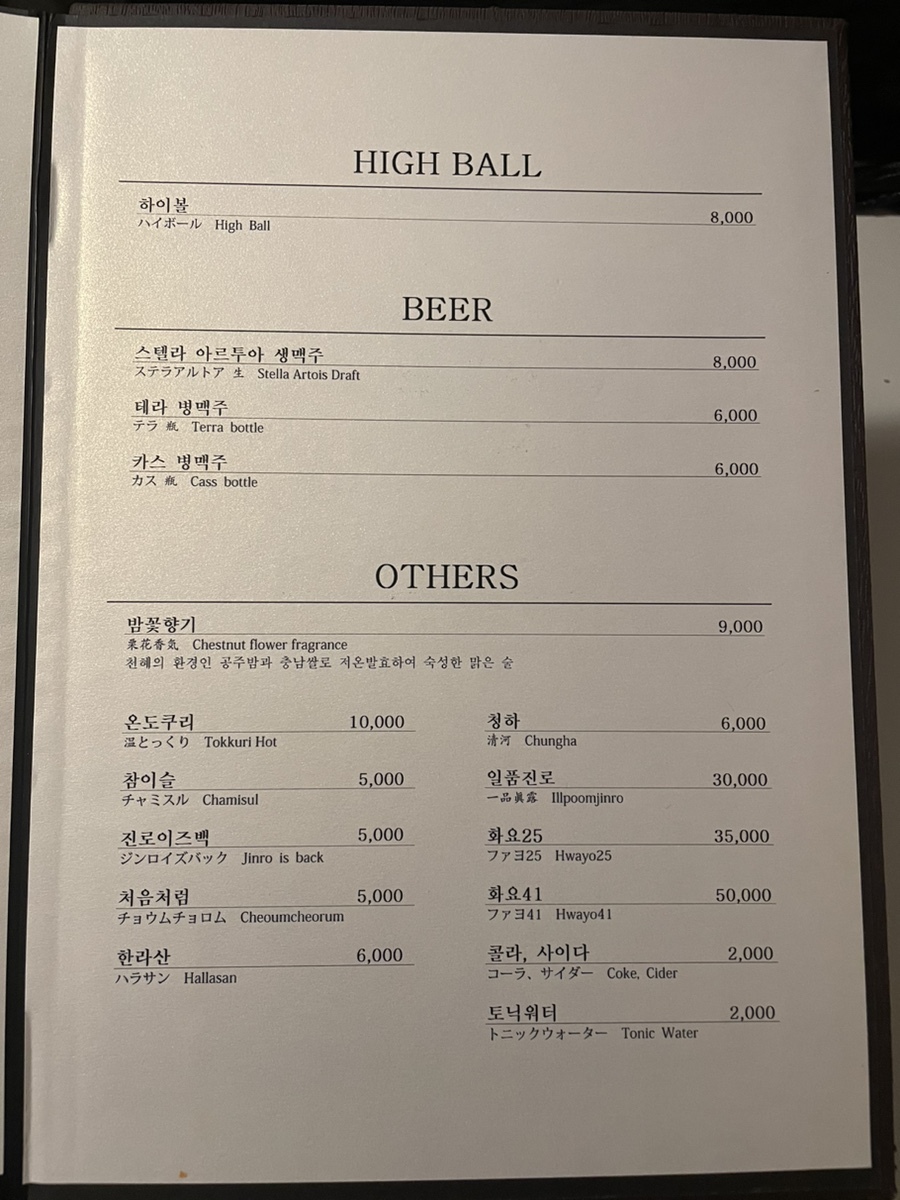 HIGH BALL
하이볼 8,000
ハイボール High Ball
BEER
스텔라 아르투아 생맥주 8,000
ステラアルトア 生 Stella Artois Draft
테라 병맥주 6,000
テラ 瓶 Terra bottle
카스 병맥주 6,000
カス 瓶 Cass bottle
OTHERS
밤꽃향기 9,000
栗花香気 Chestnut flower fragrance
천혜의 환경인 공주밤과 충남쌀로 저온발효하여 숙성한 맑은 술
온도쿠리 10,000
温とっくり Tokkuri Hot
참이슬 5,000
チャミスル Chamisul
진로이즈백 5,000
ジンロイズバック Jinro is back
처음처럼 5,000
チョウムチョロム Cheoumcheorum
한라산 6,000
ハラサン Hallasan
청하 6,000
清河 Chungha
일품진로 30,000
一品眞露 Illpoomjinro
화요25 35,000
ファヨ25 Hwayo25
화요41 50,000
ファヨ41 Hwayo41
콜라, 사이다 2,000
コーラ、サイダー Coke, Cider
토닉워터 2,000
トニックウォーター Tonic Water